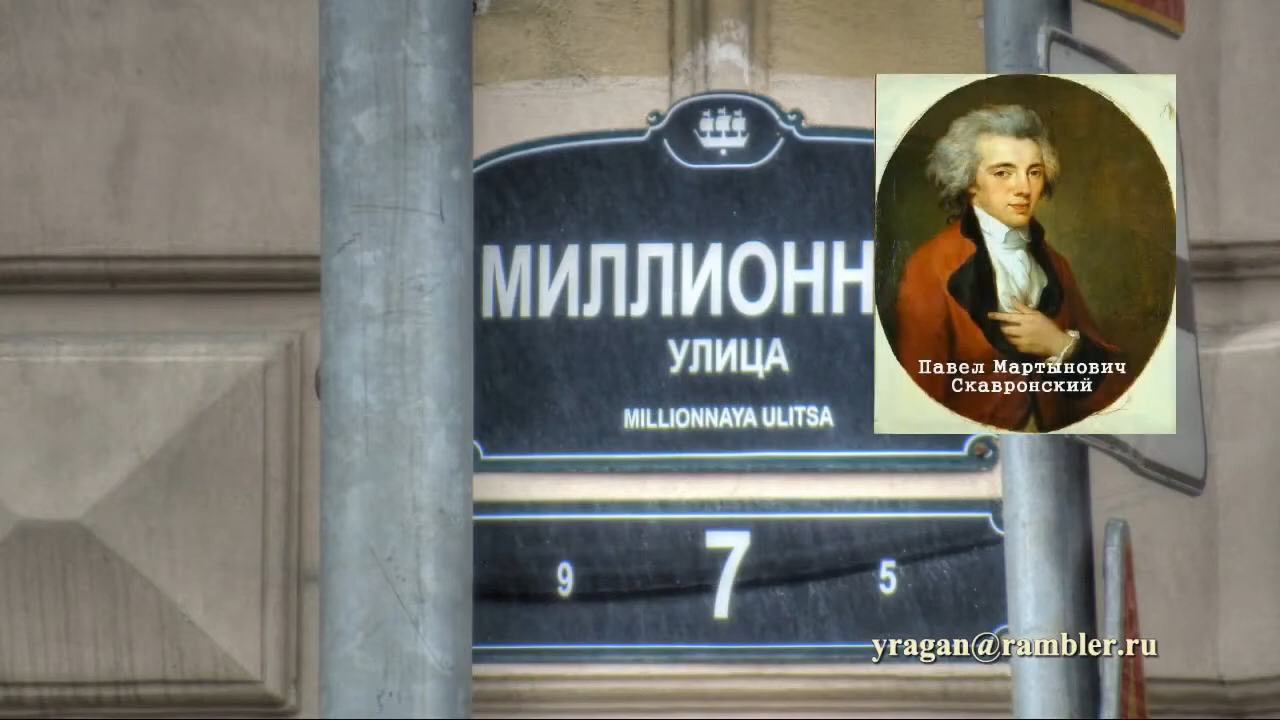 МИЛЛИОНН
УЛИЦА
MILLIONNAYA ULITSA
9 7 5
Павел Мартынович
Скавронский
yragan@rambler.ru